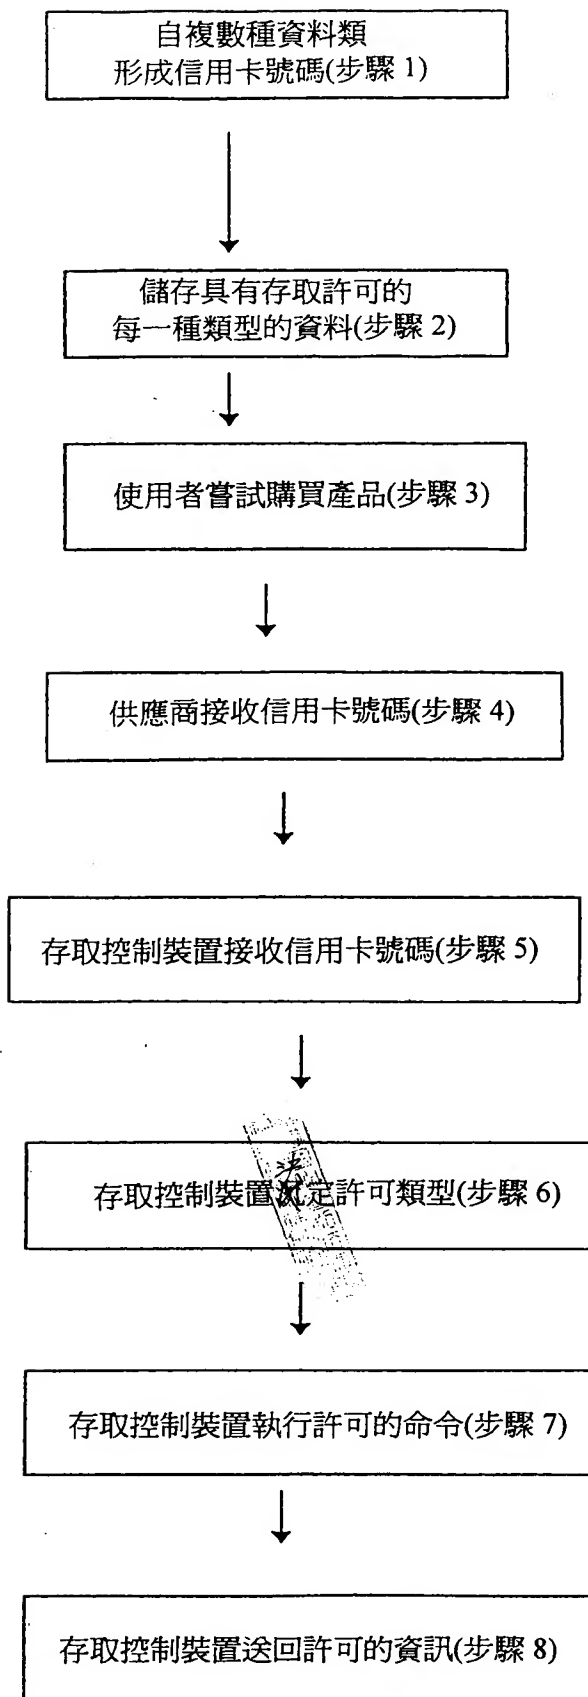 自複數種資料類
形成信用卡號碼(步驟 1)
儲存具有存取許可的
每一種類型的資料(步驟 2)
使用者嘗試購買產品(步驟 3)
供應商接收信用卡號碼(步驟 4)
存取控制裝置接收信用卡號碼(步驟 5)
存取控制裝置決定許可類型(步驟 6)
存取控制裝置執行許可的命令(步驟 7)
存取控制裝置送回許可的資訊(步驟 8)